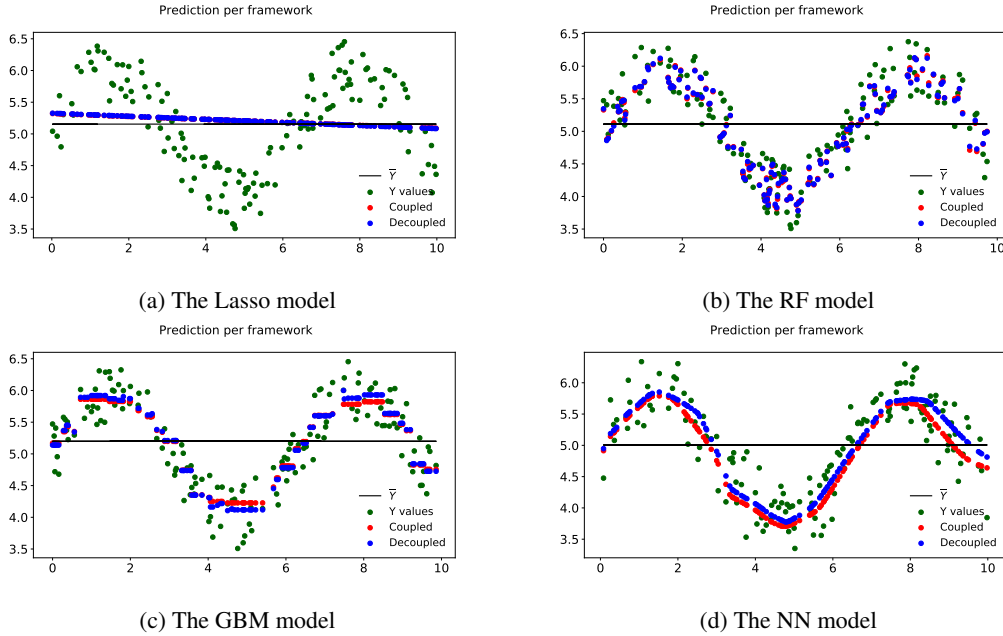 Prediction per framework
6.5
6.0
5.5
5.0
4.5
4.0
3.5
0 2 4 6 8 10
Y̅
Y values
Coupled
Decoupled
(a) The Lasso model
Prediction per framework
6.5
6.0
5.5
5.0
4.5
4.0
3.5
0 2 4 6 8 10
Y̅
Y values
Coupled
Decoupled
(b) The RF model
Prediction per framework
6.5
6.0
5.5
5.0
4.5
4.0
3.5
0 2 4 6 8 10
Y̅
Y values
Coupled
Decoupled
(c) The GBM model
Prediction per framework
6.0
5.5
5.0
4.5
4.0
3.5
0 2 4 6 8 10
Y̅
Y values
Coupled
Decoupled
(d) The NN model